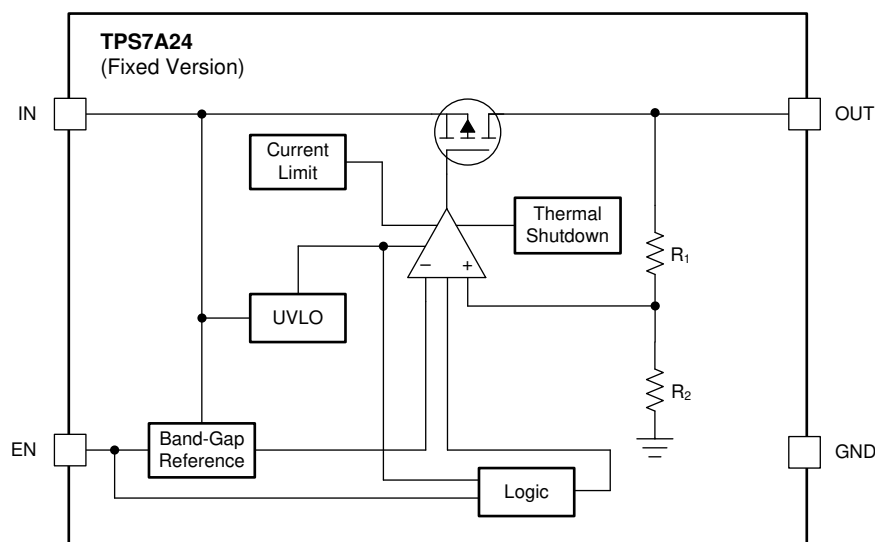 TPS7A24
(Fixed Version)
IN
OUT
Current
Limit
Thermal
Shutdown
− +
R1
UVLO
R2
EN
Band-Gap
Reference
GND
Logic